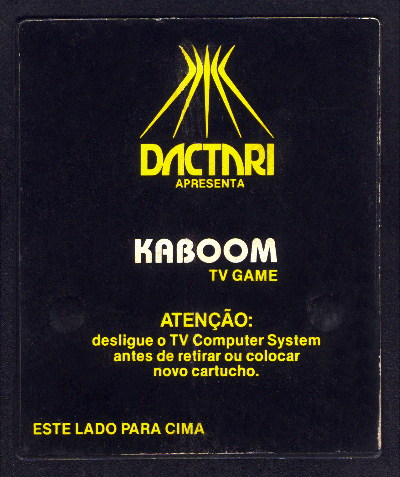 DACTARI
APRESENTA
KABOOM
TV GAME
ATENÇÃO:
desligue o TV Computer System
antes de retirar ou colocar
novo cartucho.
ESTE LADO PARA CIMA